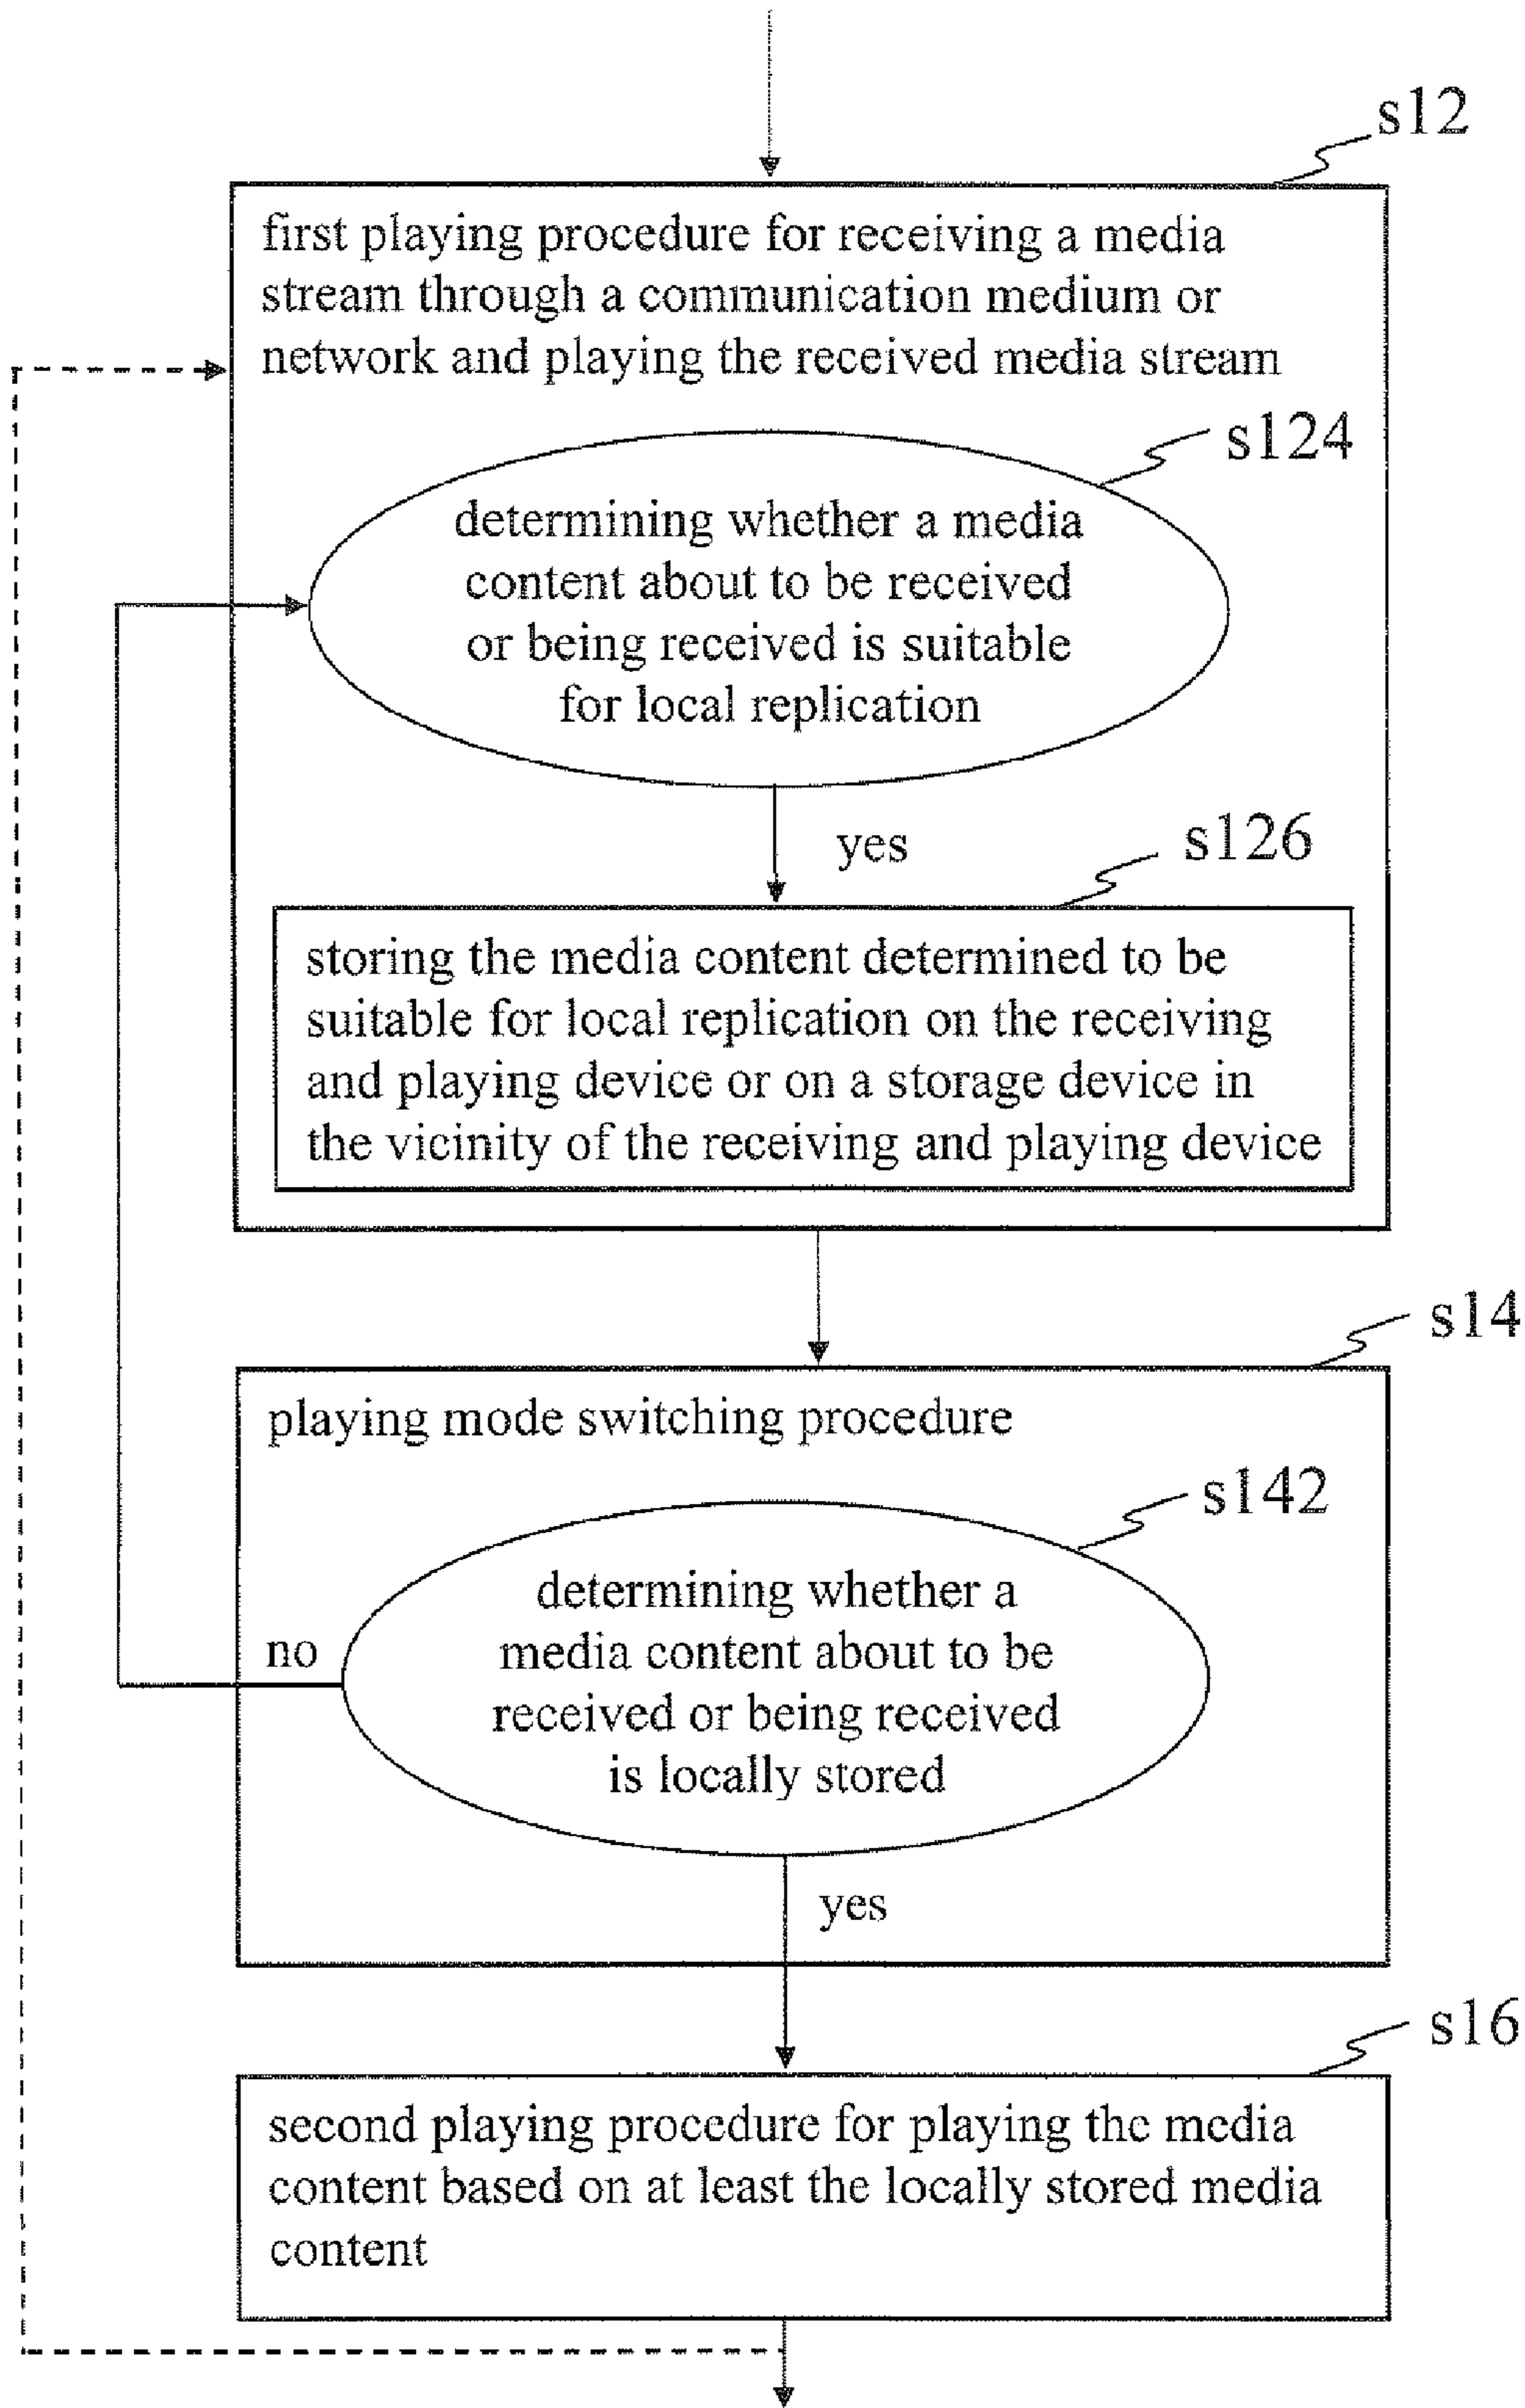 s12
first playing procedure for receiving a media
stream through a communication medium or
network and playing the received media stream
s124
determining whether a media
content about to be received
or being received is suitable
for local replication
yes
s126
storing the media content determined to be
suitable for local replication on the receiving
and playing device or on a storage device in
the vicinity of the receiving and playing device
s14
playing mode switching procedure
s142
determining whether a
media content about to be
received or being received
is locally stored
no
yes
s16
second playing procedure for playing the media
content based on at least the locally stored media
content